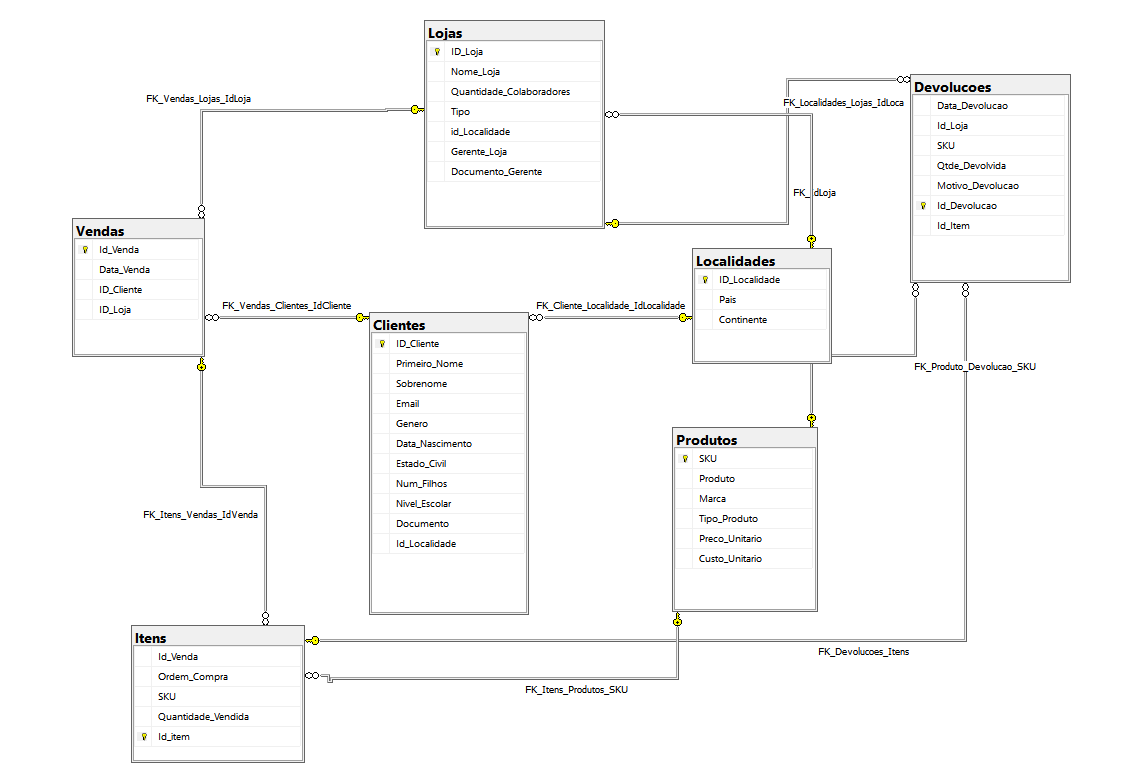 Lojas
ID_Loja
Nome_Loja
Quantidade_Colaboradores
Tipo
id_Localidade
Gerente_Loja
Documento_Gerente
FK_Vendas_Lojas_IdLoja
FK_Localidades_Lojas_IdLoca
Devolucoes
Data_Devolucao
Id_Loja
SKU
Qtde_Devolvida
Motivo_Devolucao
Id_Devolucao
Id_Item
FK_IdLoja
Vendas
Id_Venda
Data_Venda
ID_Cliente
ID_Loja
FK_Vendas_Clientes_IdCliente
FK_Cliente_Localidade_IdLocalidade
Localidades
ID_Localidade
Pais
Continente
Clientes
ID_Cliente
Primeiro_Nome
Sobrenome
Email
Genero
Data_Nascimento
Estado_Civil
Num_Filhos
Nivel_Escolar
Documento
Id_Localidade
FK_Produto_Devolucao_SKU
Produtos
SKU
Produto
Marca
Tipo_Produto
Preco_Unitario
Custo_Unitario
FK_Itens_Vendas_IdVenda
Itens
Id_Venda
Ordem_Compra
SKU
Quantidade_Vendida
Id_item
FK_Devolucoes_Itens
FK_Itens_Produtos_SKU